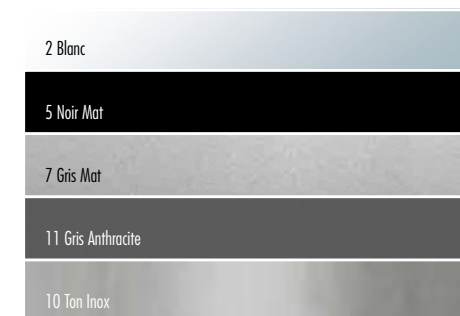 2 Blanc
5 Noir Mat
7 Gris Mat
11 Gris Anthracite
10 Ton Inox